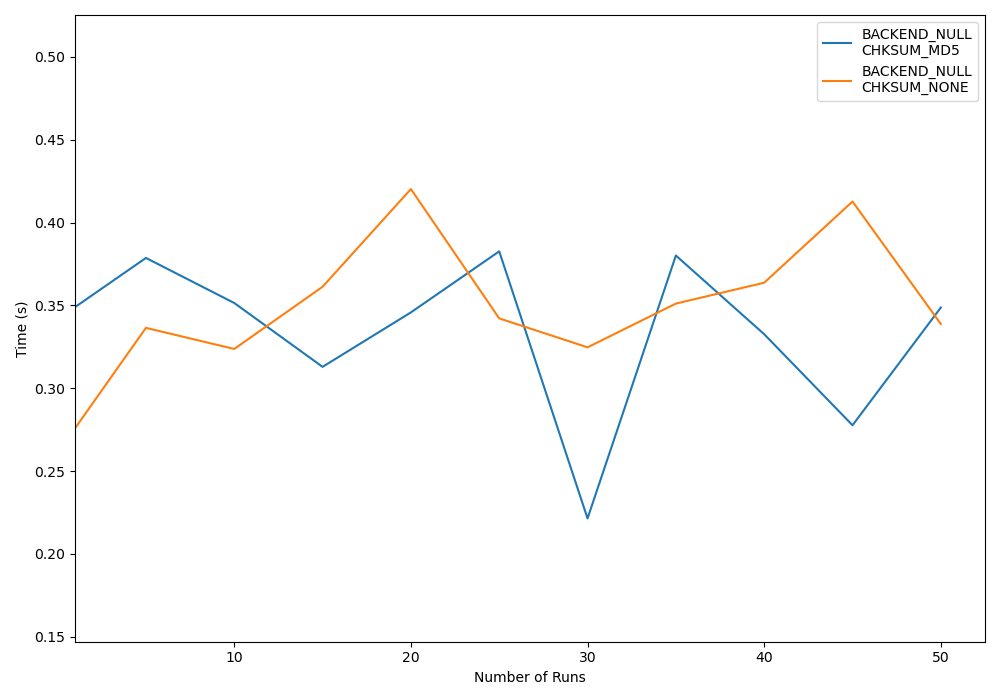 0.50
0.45
0.40
0.35
0.30
0.25
0.20
0.15
Time (s)
10 20 30 40 50
Number of Runs
BACKEND_NULL
CHKSUM_MD5
BACKEND_NULL
CHKSUM_NONE